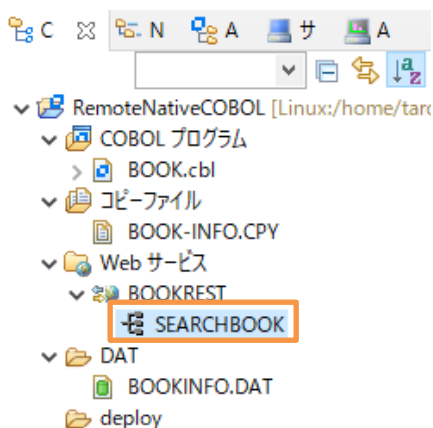 C N A サ A
RemoteNativeCOBOL [Linux:/home/tarc
COBOL プログラム
BOOK.cbl
コピーファイル
BOOK-INFO.CPY
Web サービス
BOOKREST
SEARCHBOOK
DAT
BOOKINFO.DAT
deploy